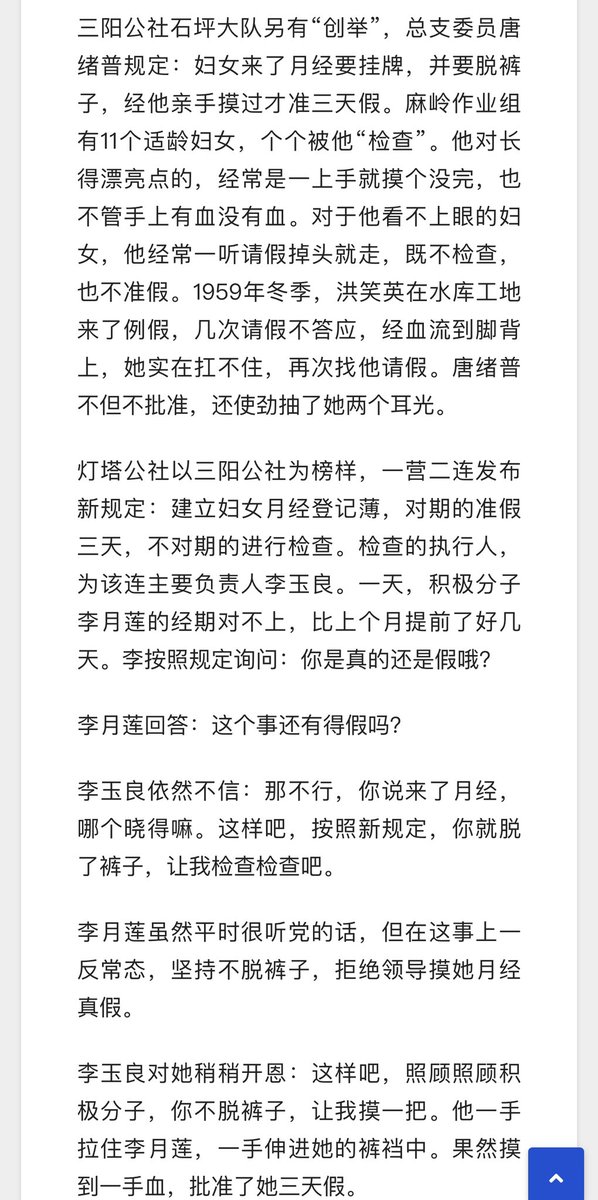 三阳公社石坪大队另有“创举”，总支委员唐
绪普规定：妇女来了月经要挂牌，并要脱裤
子，经他亲手摸过才准三天假。麻岭作业组
有11个适龄妇女，个个被他“检查”。他对长
得漂亮点的，经常是一上手就摸个没完，也
不管手上有血没有血。对于他看不上眼的妇
女，他经常一听请假掉头就走，既不检查，
也不准假。1959年冬季，洪笑英在水库工地
来了例假，几次请假不答应，经血流到脚背
上，她实在扛不住，再次找他请假。唐绪普
不但不批准，还使劲抽了她两个耳光。
灯塔公社以三阳公社为榜样，一营二连发布
新规定：建立妇女月经登记薄，对期的准假
三天，不对期的进行检查。检查的执行人，
为该连主要负责人李玉良。一天，积极分子
李月莲的经期对不上，比上个月提前了好几
天。李按照规定询问：你是真的还是假哦？
李月莲回答：这个事还有得假吗？
李玉良依然不信：那不行，你说来了月经，
哪个晓得嘛。这样吧，按照新规定，你就脱
了裤子，让我检查检查吧。
李月莲虽然平时很听党的话，但在这事上一
反常态，坚持不脱裤子，拒绝领导摸她月经
真假。
李玉良对她稍稍开恩：这样吧，照顾照顾积
极分子，你不脱裤子，让我摸一把。他一手
拉住李月莲，一手伸进她的裤裆中。果然摸
到一手血，批准了她三天假。